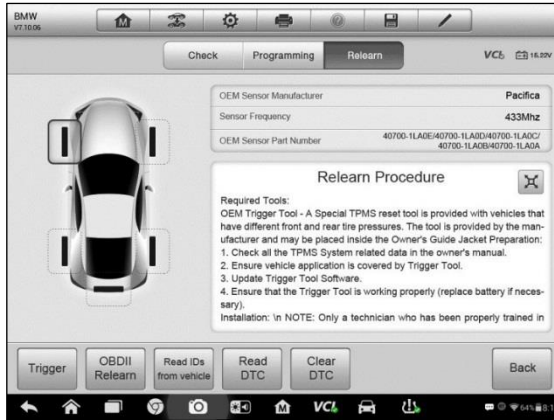 BMW
V7.10.06
Check Programming Relearn VCI 16.22V
OEM Sensor Manufacturer Pacifica
Sensor Frequency 433Mhz
OEM Sensor Part Number 40700-1LA0E/40700-1LA0D/40700-1LA0C/
40700-1LA0B/40700-1LA0A
Relearn Procedure
Required Tools:
OEM Trigger Tool - A Special TPMS reset tool is provided with vehicles that
have different front and rear tire pressures. The tool is provided by the man-
ufacturer and may be placed inside the Owner's Guide Jacket Preparation:
1. Check all the TPMS System related data in the owner's manual.
2. Ensure vehicle application is covered by Trigger Tool.
3. Update Trigger Tool Software.
4. Ensure that the Trigger Tool is working properly (replace battery if neces-
sary).
Installation: \n NOTE: Only a technician who has been properly trained in
Trigger
OBDII
Relearn
Read IDs
from vehicle
Read
DTC
Clear
DTC
Back
VCI 64%